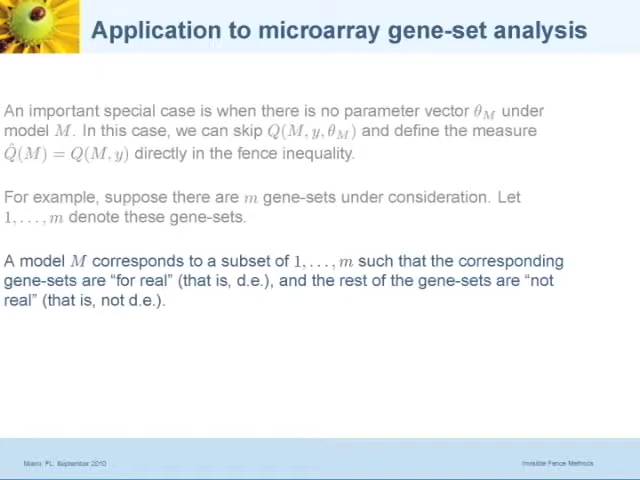 Application to microarray gene-set analysis
An important special case is when there is no parameter vector θ_M under
model M. In this case, we can skip Q(M, y, θ_M) and define the measure
Q̂(M) = Q(M, y) directly in the fence inequality.
For example, suppose there are m gene-sets under consideration. Let
1, . . . , m denote these gene-sets.
A model M corresponds to a subset of 1, . . . , m such that the corresponding
gene-sets are “for real” (that is, d.e.), and the rest of the gene-sets are “not
real” (that is, not d.e.).
Miami, FL, September 2010
Invisible Fence Methods